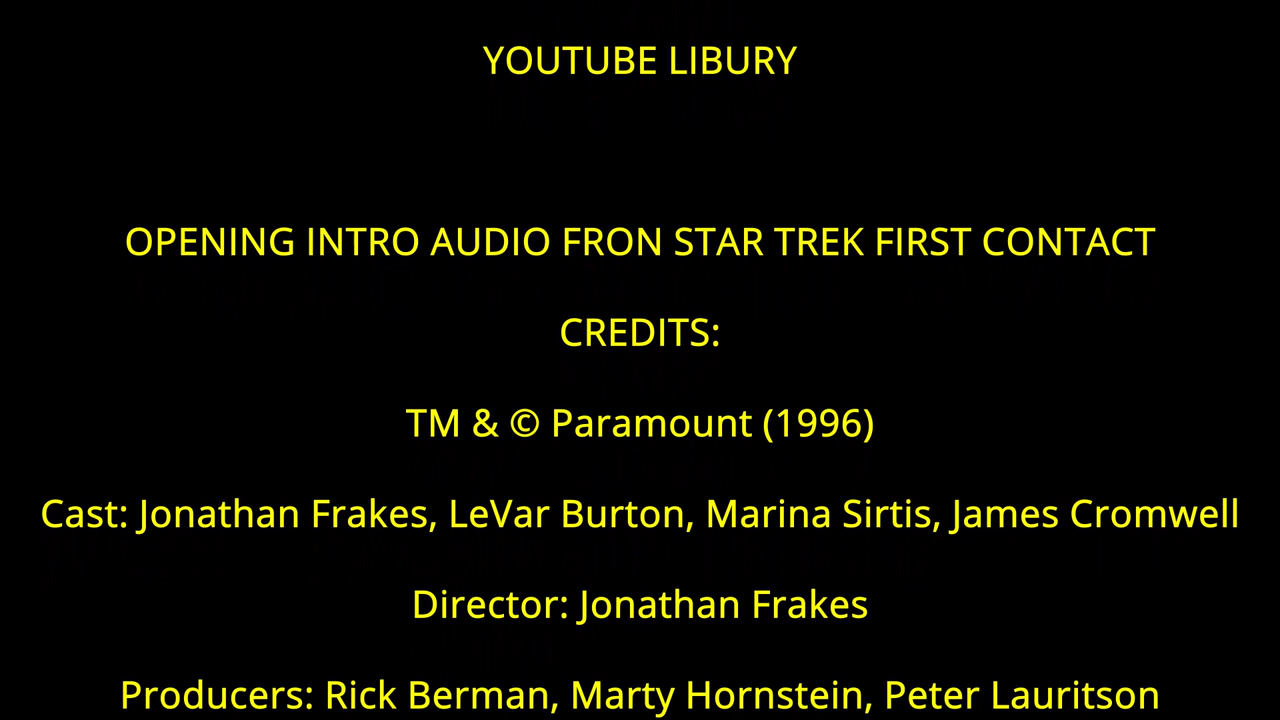 YOUTUBE LIBURY
OPENING INTRO AUDIO FRON STAR TREK FIRST CONTACT
CREDITS:
TM & © Paramount (1996)
Cast: Jonathan Frakes, LeVar Burton, Marina Sirtis, James Cromwell
Director: Jonathan Frakes
Producers: Rick Berman, Marty Hornstein, Peter Lauritson